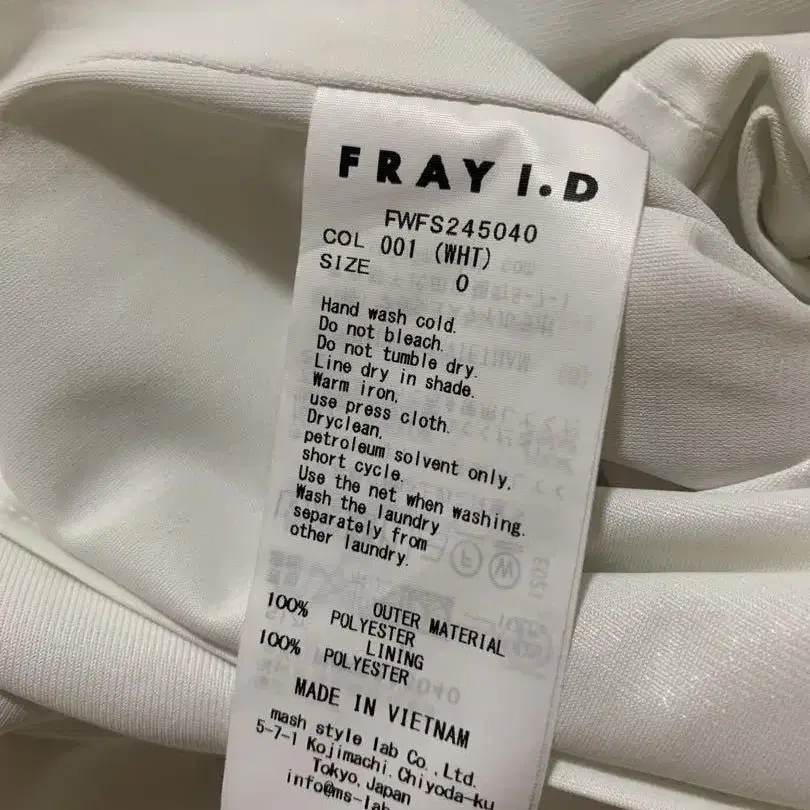 FRAY I.D
FWFS245040
COL 001 (WHT)
SIZE 0
Hand wash cold.
Do not bleach.
Do not tumble dry.
Line dry in shade.
Warm iron,
use press cloth.
Dryclean,
petroleum solvent only,
short cycle.
Use the net when washing.
Wash the laundry
separately from
other laundry.
OUTER MATERIAL
100% POLYESTER
LINING
100% POLYESTER
MADE IN VIETNAM
mash style lab Co.,Ltd.
5-7-1 Kojimachi,Chiyoda-ku
Tokyo,Japan
info@ms-lab